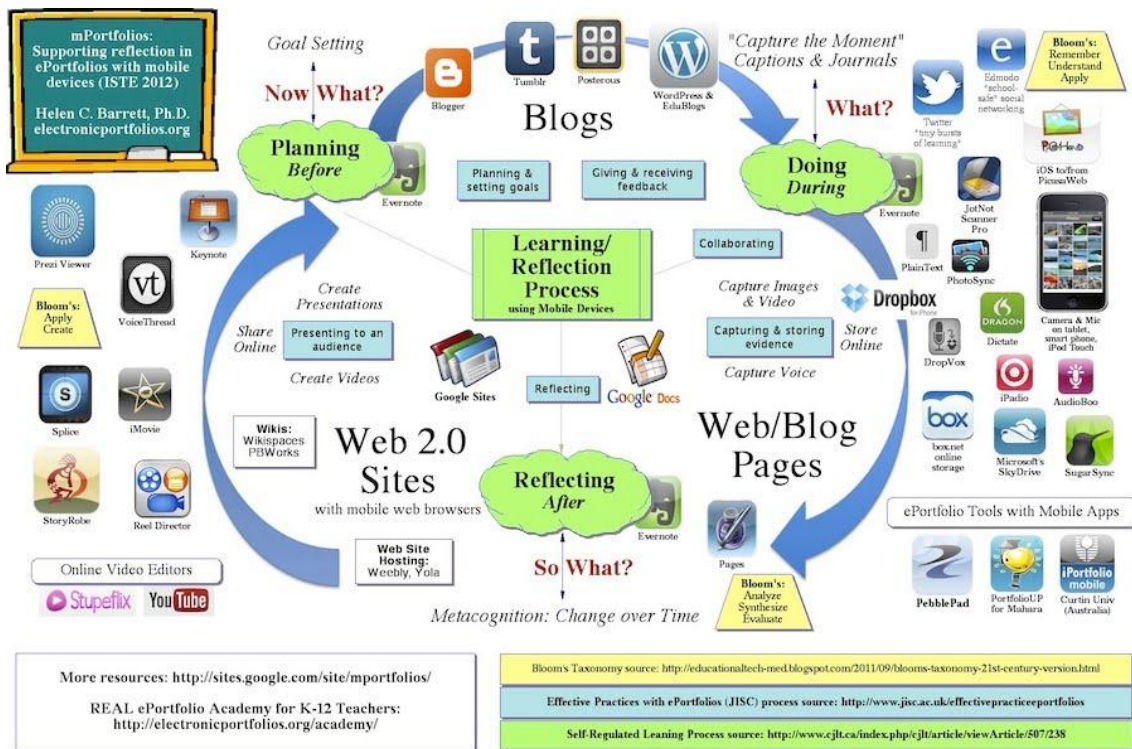 mPortfolios:
Supporting reflection in
ePortfolios with mobile
devices (ISTE 2012)
Helen C. Barrett, Ph.D.
electronicportfolios.org
Goal Setting
Now What?
Planning
Before
Evernote
Blogger
t
Tumblr
Posterous
WordPress &
EduBlogs
Blogs
"Capture the Moment"
Captions & Journals
What?
Doing
During
Evernote
Twitter
"tiny bursts
of learning"
Edmodo
"school-
safe" social
networking
Bloom's:
Remember
Understand
Apply
iOS to/from
PicasaWeb
JotNot
Scanner
Pro
PlainText
PhotoSync
Camera & Mic
on tablet,
smart phone,
iPod Touch
Planning &
setting goals
Giving & receiving
feedback
Learning/
Reflection
Process
using Mobile Devices
Collaborating
Capture Images
& Video
Capturing & storing
evidence
Capture Voice
Dropbox
for iPhone
Store
Online
DropVox
DRAGON
Dictate
iPadio
AudioBoo
box
box.net
online
storage
Microsoft's
SkyDrive
SugarSync
Prezi Viewer
Keynote
vt
VoiceThread
Bloom's:
Apply
Create
Create
Presentations
Share
Online
Presenting to an
audience
Create Videos
Google Sites
Reflecting
Google Docs
S
Splice
iMovie
StoryRobe
Reel Director
Wikis:
Wikispaces
PBWorks
Web 2.0
Sites
with mobile web browsers
Web/Blog
Pages
Reflecting
After
Evernote
Pages
Web Site
Hosting:
Weebly, Yola
So What?
Metacognition: Change over Time
Bloom's:
Analyze
Synthesize
Evaluate
Online Video Editors
Stupeflix
YouTube
ePortfolio Tools with Mobile Apps
PebblePad
PortfolioUP
for Mahara
iPortfolio
mobile
Curtin Univ
(Australia)
More resources: http://sites.google.com/site/mportfolios/
REAL ePortfolio Academy for K-12 Teachers:
http://electronicportfolios.org/academy/
Bloom's Taxonomy source: http://educationaltech-med.blogspot.com/2011/09/blooms-taxonomy-21st-century-version.html
Effective Practices with ePortfolios (JISC) process source: http://www.jisc.ac.uk/effectivepracticeeportfolios
Self-Regulated Leaning Process source: http://www.cjlt.ca/index.php/cjlt/article/viewArticle/507/238